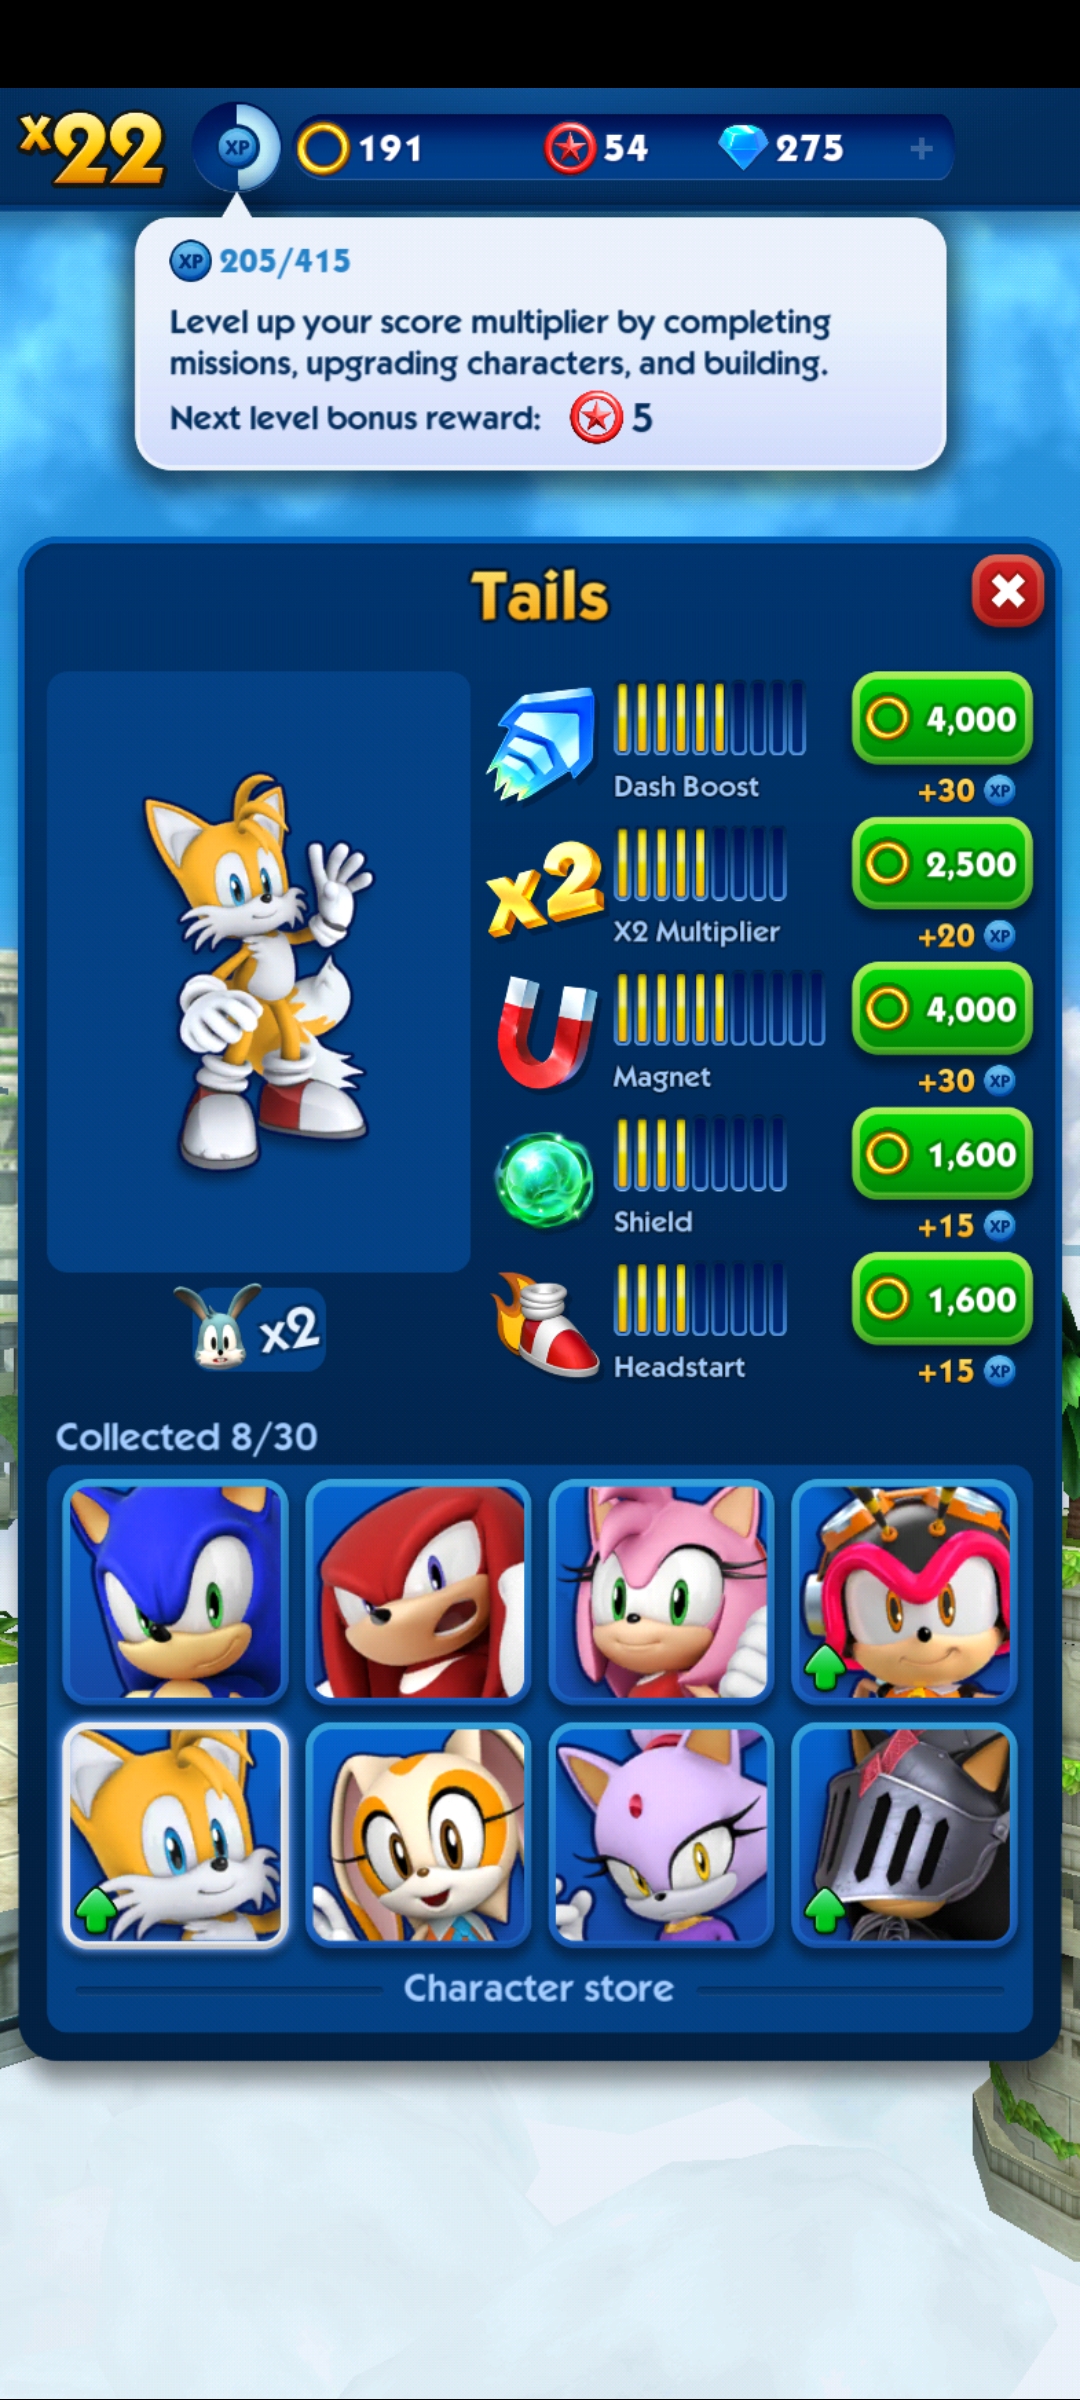 x22
XP
191
54
275
+
XP 205/415
Level up your score multiplier by completing
missions, upgrading characters, and building.
Next level bonus reward: 5
Tails
Dash Boost
4,000
+30 XP
x2
X2 Multiplier
2,500
+20 XP
Magnet
4,000
+30 XP
Shield
1,600
+15 XP
Headstart
1,600
+15 XP
x2
Collected 8/30
Character store